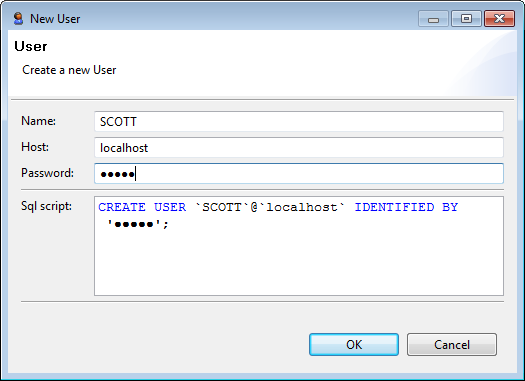 New User
User
Create a new User
Name: SCOTT
Host: localhost
Password: ●●●●●
Sql script: CREATE USER `SCOTT`@`localhost` IDENTIFIED BY
'●●●●●';
OK Cancel